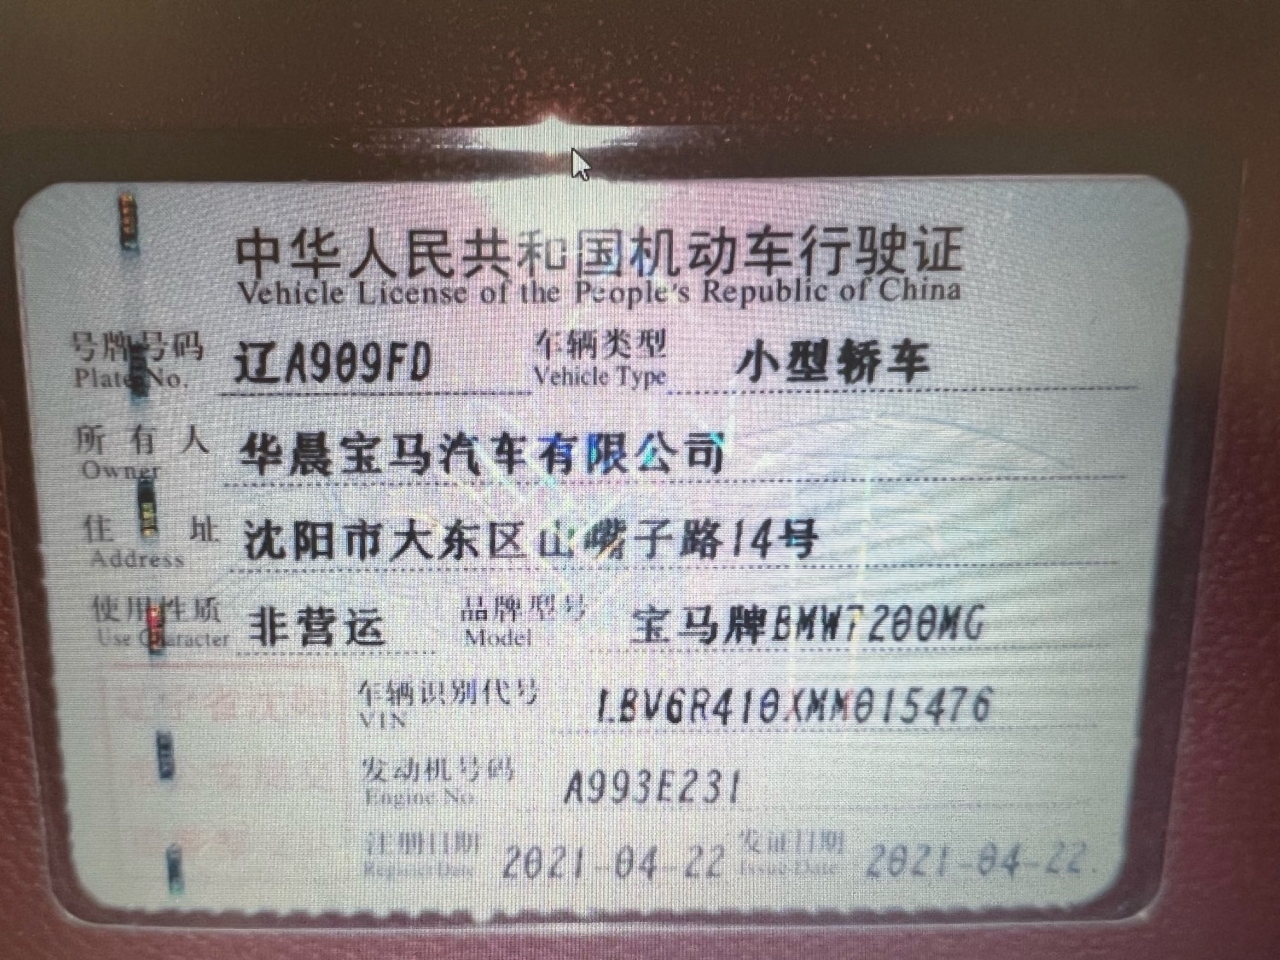 中华人民共和国机动车行驶证
Vehicle License of the People's Republic of China
号牌号码 辽A909FD 车辆类型 小型轿车
Plate No. Vehicle Type
所有人 华晨宝马汽车有限公司
Owner
住址 沈阳市大东区山嘴子路14号
Address
使用性质 非营运 品牌型号 宝马牌BMW7200MG
Use Character Model
车辆识别代号 LBV6R410XMM015476
VIN
发动机号码 A993E231
Engine No.
注册日期 2021-04-22 发证日期 2021-04-22
Register Date Issue Date